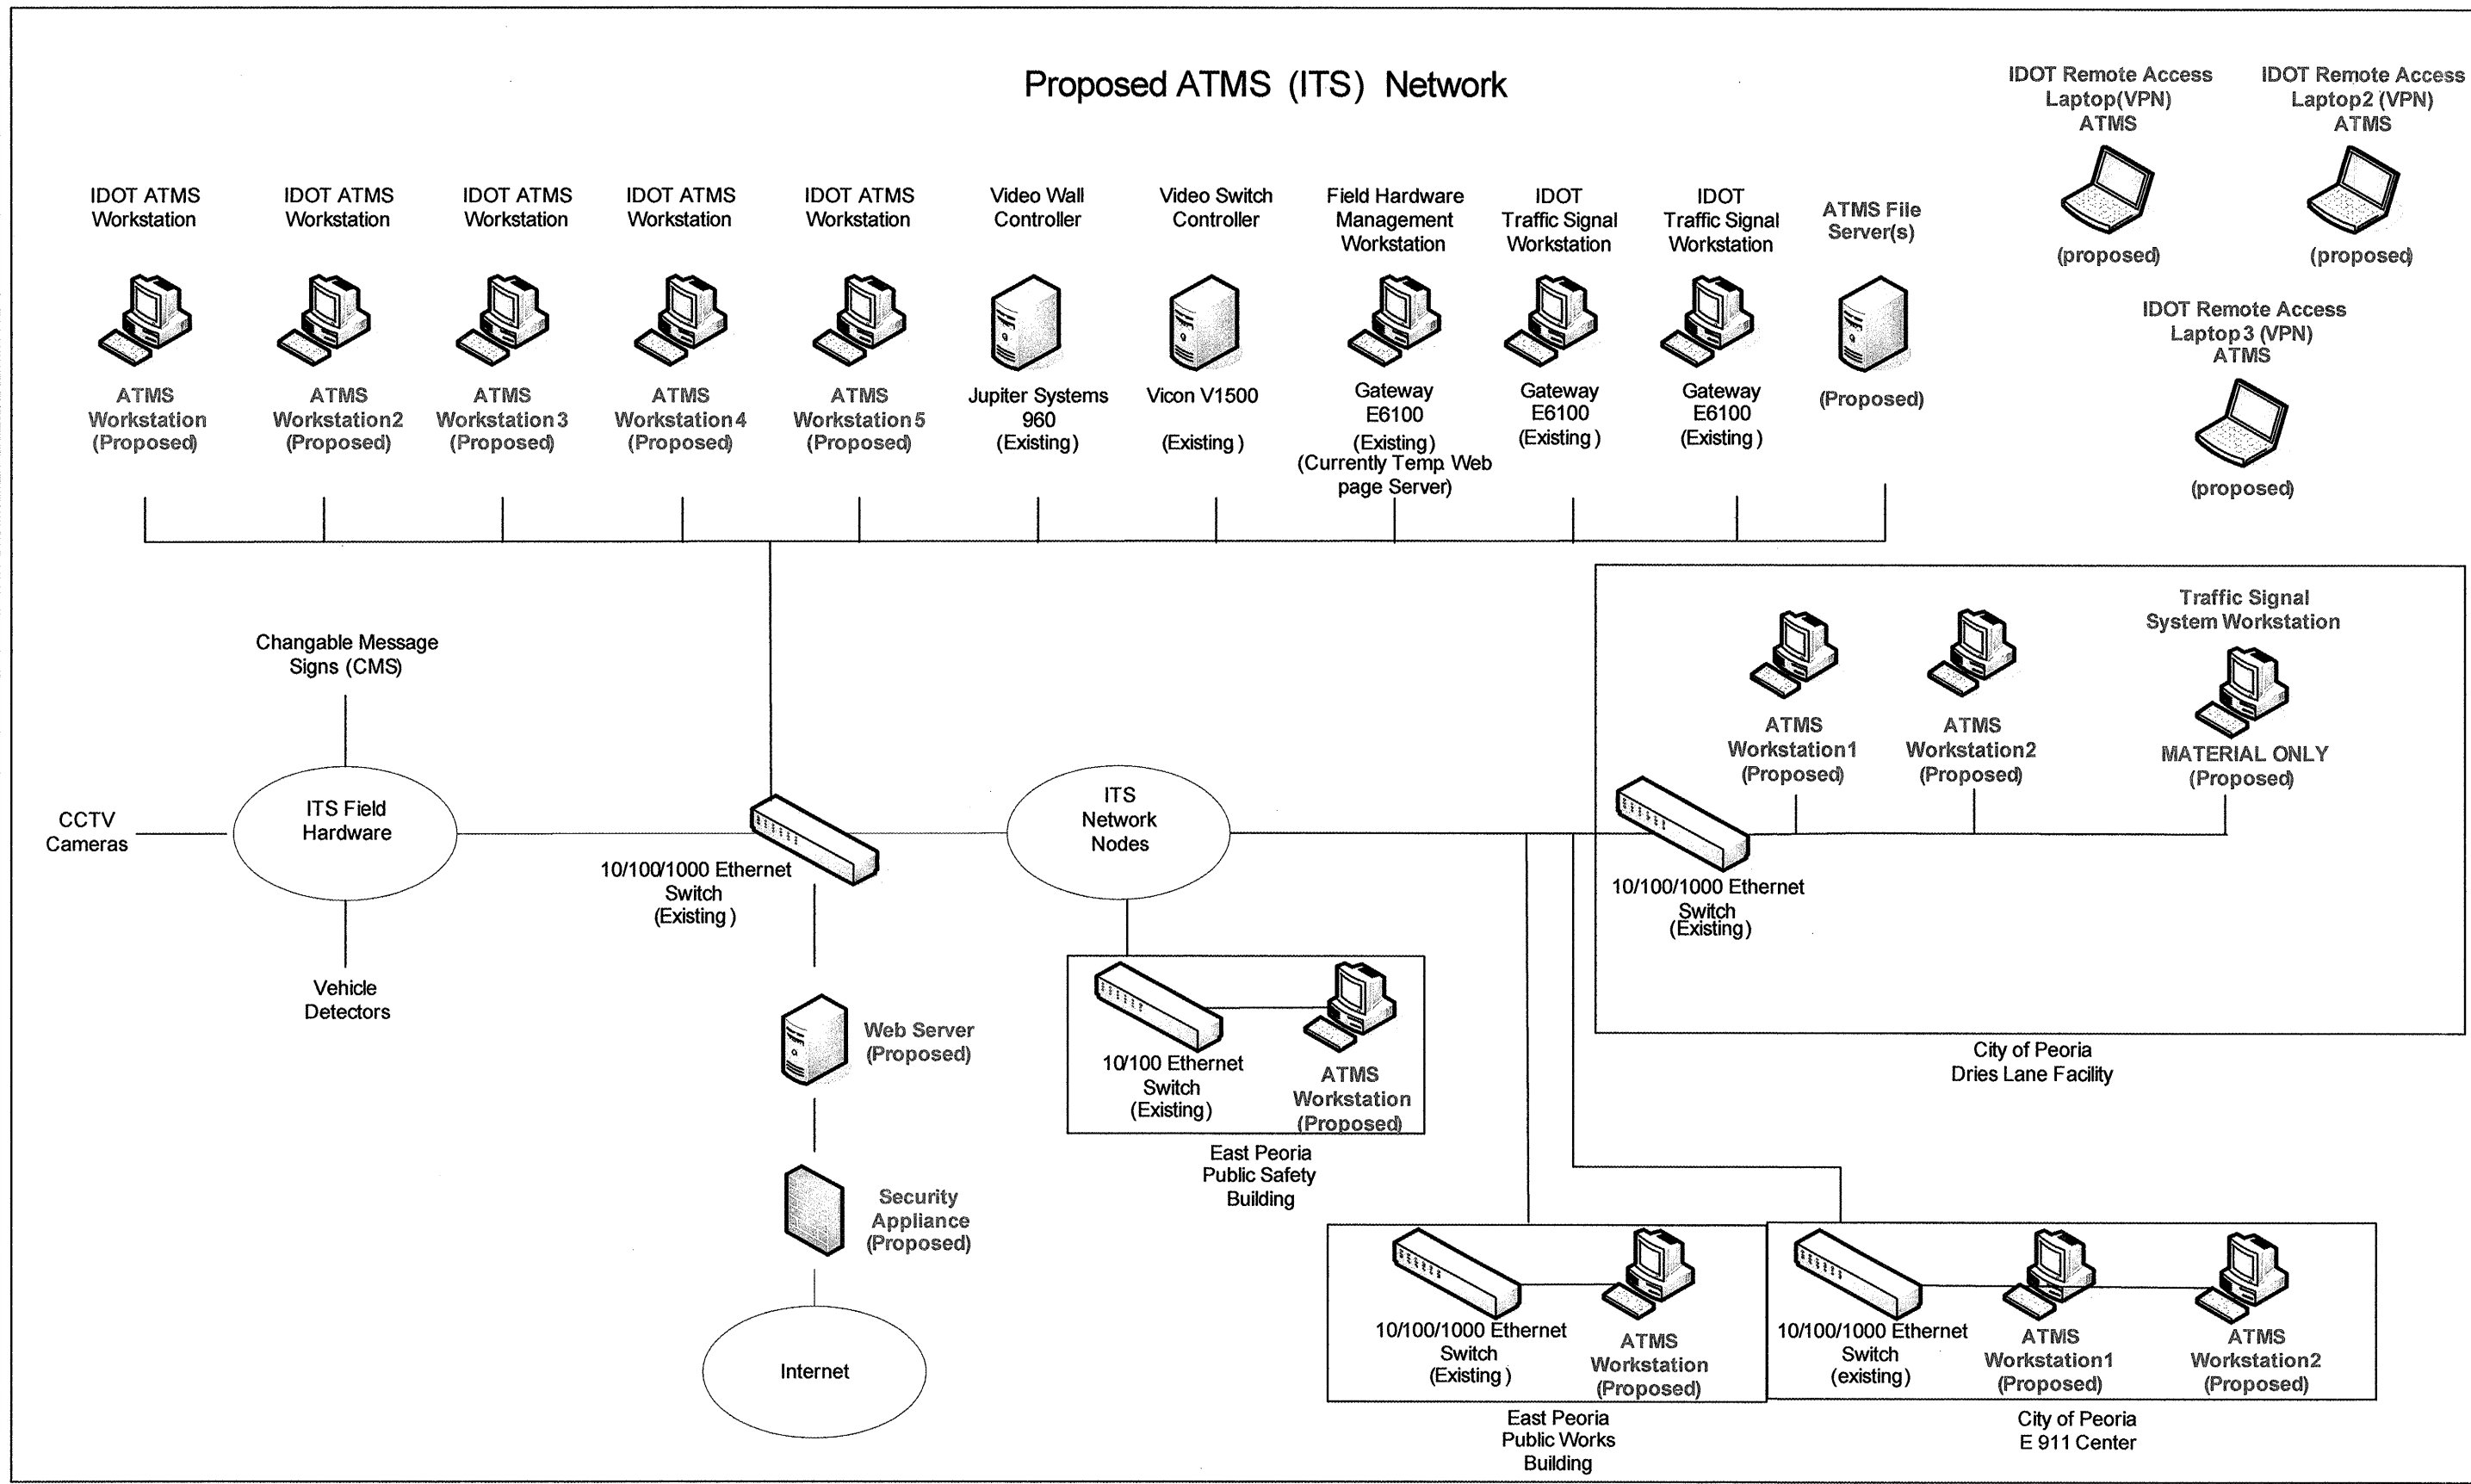 Proposed ATMS (ITS) Network
IDOT Remote Access
Laptop(VPN)
ATMS
(proposed)
IDOT Remote Access
Laptop2 (VPN)
ATMS
(proposed)
IDOT Remote Access
Laptop3 (VPN)
ATMS
(proposed)
IDOT ATMS
Workstation
ATMS
Workstation
(Proposed)
IDOT ATMS
Workstation
ATMS
Workstation2
(Proposed)
IDOT ATMS
Workstation
ATMS
Workstation3
(Proposed)
IDOT ATMS
Workstation
ATMS
Workstation4
(Proposed)
IDOT ATMS
Workstation
ATMS
Workstation5
(Proposed)
Video Wall
Controller
Jupiter Systems
960
(Existing)
Video Switch
Controller
Vicon V1500
(Existing)
Field Hardware
Management
Workstation
Gateway
E6100
(Existing)
(Currently Temp. Web
page Server)
IDOT
Traffic Signal
Workstation
Gateway
E6100
(Existing)
IDOT
Traffic Signal
Workstation
Gateway
E6100
(Existing)
ATMS File
Server(s)
(Proposed)
Changable Message
Signs (CMS)
CCTV
Cameras
ITS Field
Hardware
Vehicle
Detectors
10/100/1000 Ethernet
Switch
(Existing)
ITS
Network
Nodes
Web Server
(Proposed)
Security
Appliance
(Proposed)
Internet
10/100 Ethernet
Switch
(Existing)
ATMS
Workstation
(Proposed)
East Peoria
Public Safety
Building
ATMS
Workstation1
(Proposed)
ATMS
Workstation2
(Proposed)
Traffic Signal
System Workstation
MATERIAL ONLY
(Proposed)
10/100/1000 Ethernet
Switch
(Existing)
City of Peoria
Dries Lane Facility
10/100/1000 Ethernet
Switch
(Existing)
ATMS
Workstation
(Proposed)
East Peoria
Public Works
Building
10/100/1000 Ethernet
Switch
(existing)
ATMS
Workstation1
(Proposed)
ATMS
Workstation2
(Proposed)
City of Peoria
E 911 Center